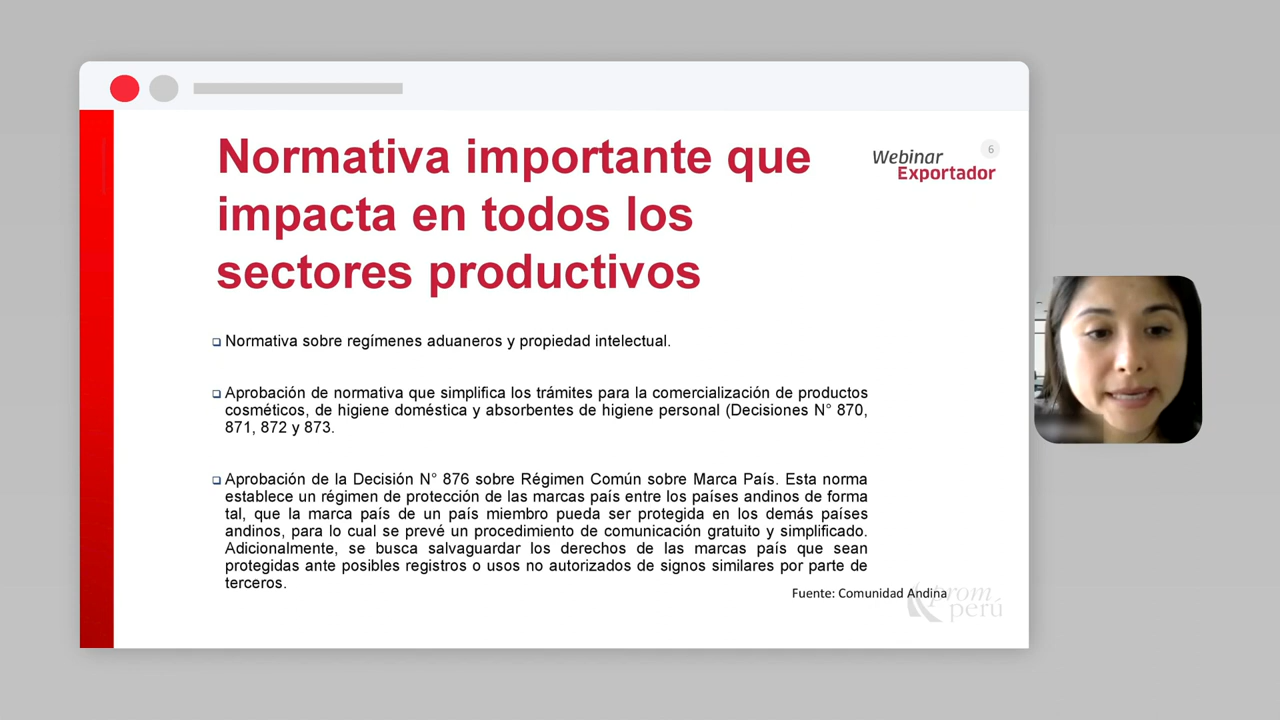 Normativa importante que
impacta en todos los
sectores productivos
Webinar
Exportador
6
Normativa sobre regímenes aduaneros y propiedad intelectual.
Aprobación de normativa que simplifica los trámites para la comercialización de productos
cosméticos, de higiene doméstica y absorbentes de higiene personal (Decisiones N° 870,
871, 872 y 873.
Aprobación de la Decisión N° 876 sobre Régimen Común sobre Marca País. Esta norma
establece un régimen de protección de las marcas país entre los países andinos de forma
tal, que la marca país de un país miembro pueda ser protegida en los demás países
andinos, para lo cual se prevé un procedimiento de comunicación gratuito y simplificado.
Adicionalmente, se busca salvaguardar los derechos de las marcas país que sean
protegidas ante posibles registros o usos no autorizados de signos similares por parte de
terceros.
Fuente: Comunidad Andina
prom
perú